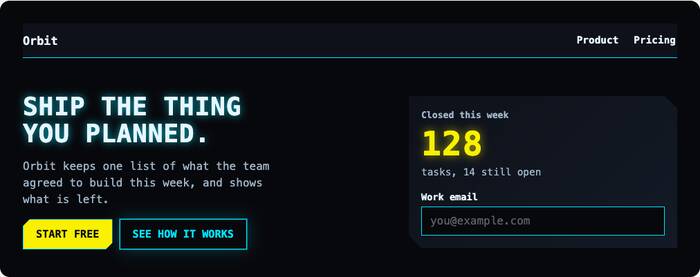 Orbit
Product Pricing
SHIP THE THING
YOU PLANNED.
Orbit keeps one list of what the team
agreed to build this week, and shows
what is left.
START FREE
SEE HOW IT WORKS
Closed this week
128
tasks, 14 still open
Work email
you@example.com